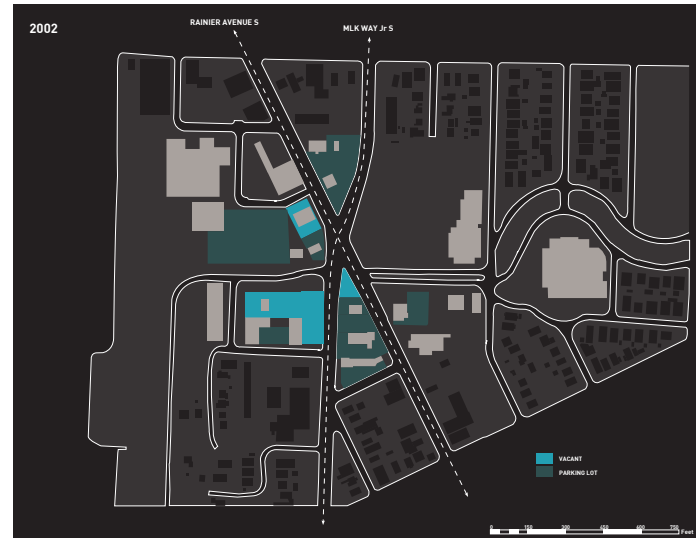 RAINIER AVENUE S
MLK WAY Jr S
2002
VACANT
PARKING LOT
0 150 300 450 600 750
Feet